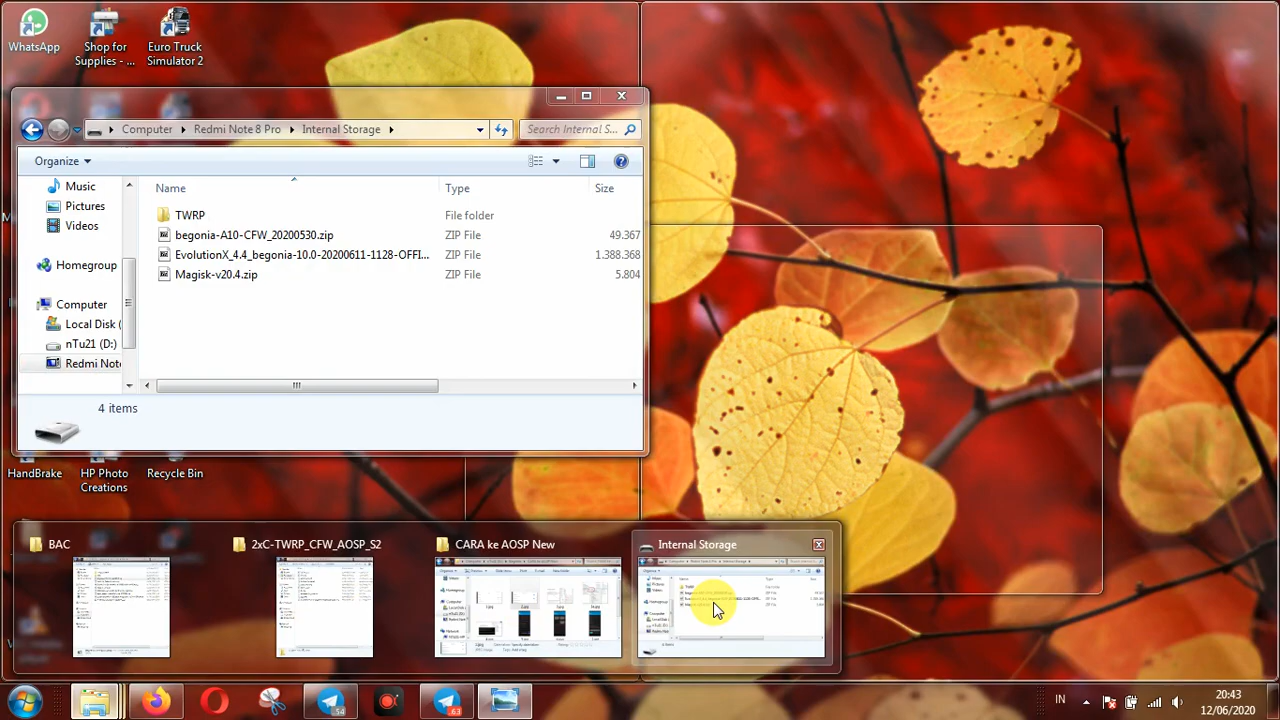 WhatsApp
Shop for
Supplies - ...
Euro Truck
Simulator 2
Computer
Redmi Note 8 Pro
Internal Storage
Search Internal S...
Organize
Music
Pictures
Videos
Homegroup
Computer
Local Disk (
nTu21 (D:)
Redmi Note
Name
Type
Size
TWRP
File folder
begonia-A10-CFW_20200530.zip
ZIP File
49.367
EvolutionX_4.4_begonia-10.0-20200611-1128-OFFI...
ZIP File
1.388.368
Magisk-v20.4.zip
ZIP File
5.804
4 items
HandBrake
HP Photo
Creations
Recycle Bin
BAC
2xC-TWRP_CFW_AOSP_S2
CARA ke AOSP New
Internal Storage
54
63
IN
20:43
12/06/2020